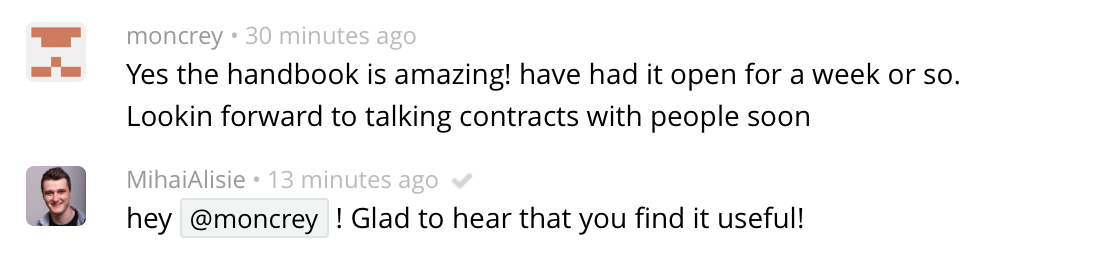 moncrey • 30 minutes ago
Yes the handbook is amazing! have had it open for a week or so.
Lookin forward to talking contracts with people soon
MihaiAlisie • 13 minutes ago
hey @moncrey ! Glad to hear that you find it useful!